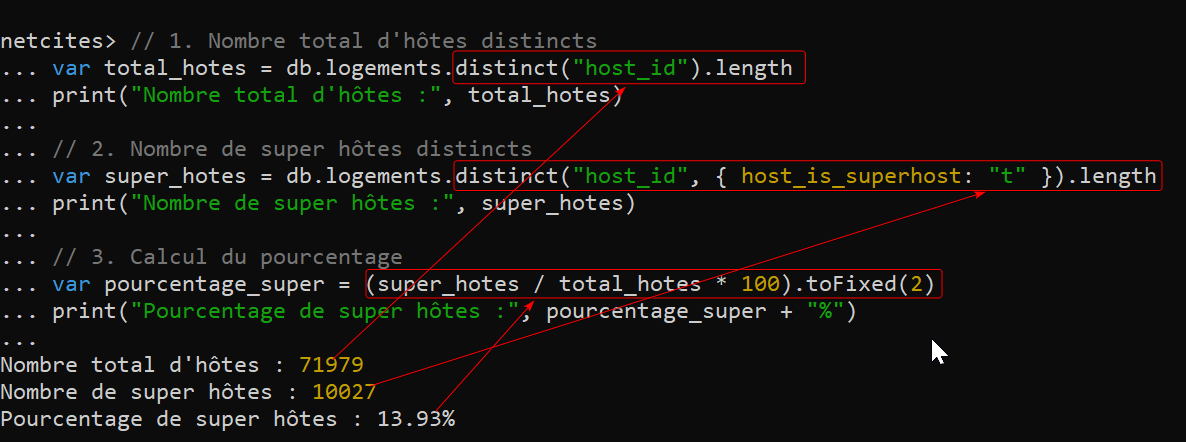 netcites> // 1. Nombre total d'hôtes distincts
... var total_hotes = db.logements.distinct("host_id").length
... print("Nombre total d'hôtes :", total_hotes)
...
... // 2. Nombre de super hôtes distincts
... var super_hotes = db.logements.distinct("host_id", { host_is_superhost: "t" }).length
... print("Nombre de super hôtes :", super_hotes)
...
... // 3. Calcul du pourcentage
... var pourcentage_super = (super_hotes / total_hotes * 100).toFixed(2)
... print("Pourcentage de super hôtes :", pourcentage_super + "%")
...
Nombre total d'hôtes : 71979
Nombre de super hôtes : 10027
Pourcentage de super hôtes : 13.93%